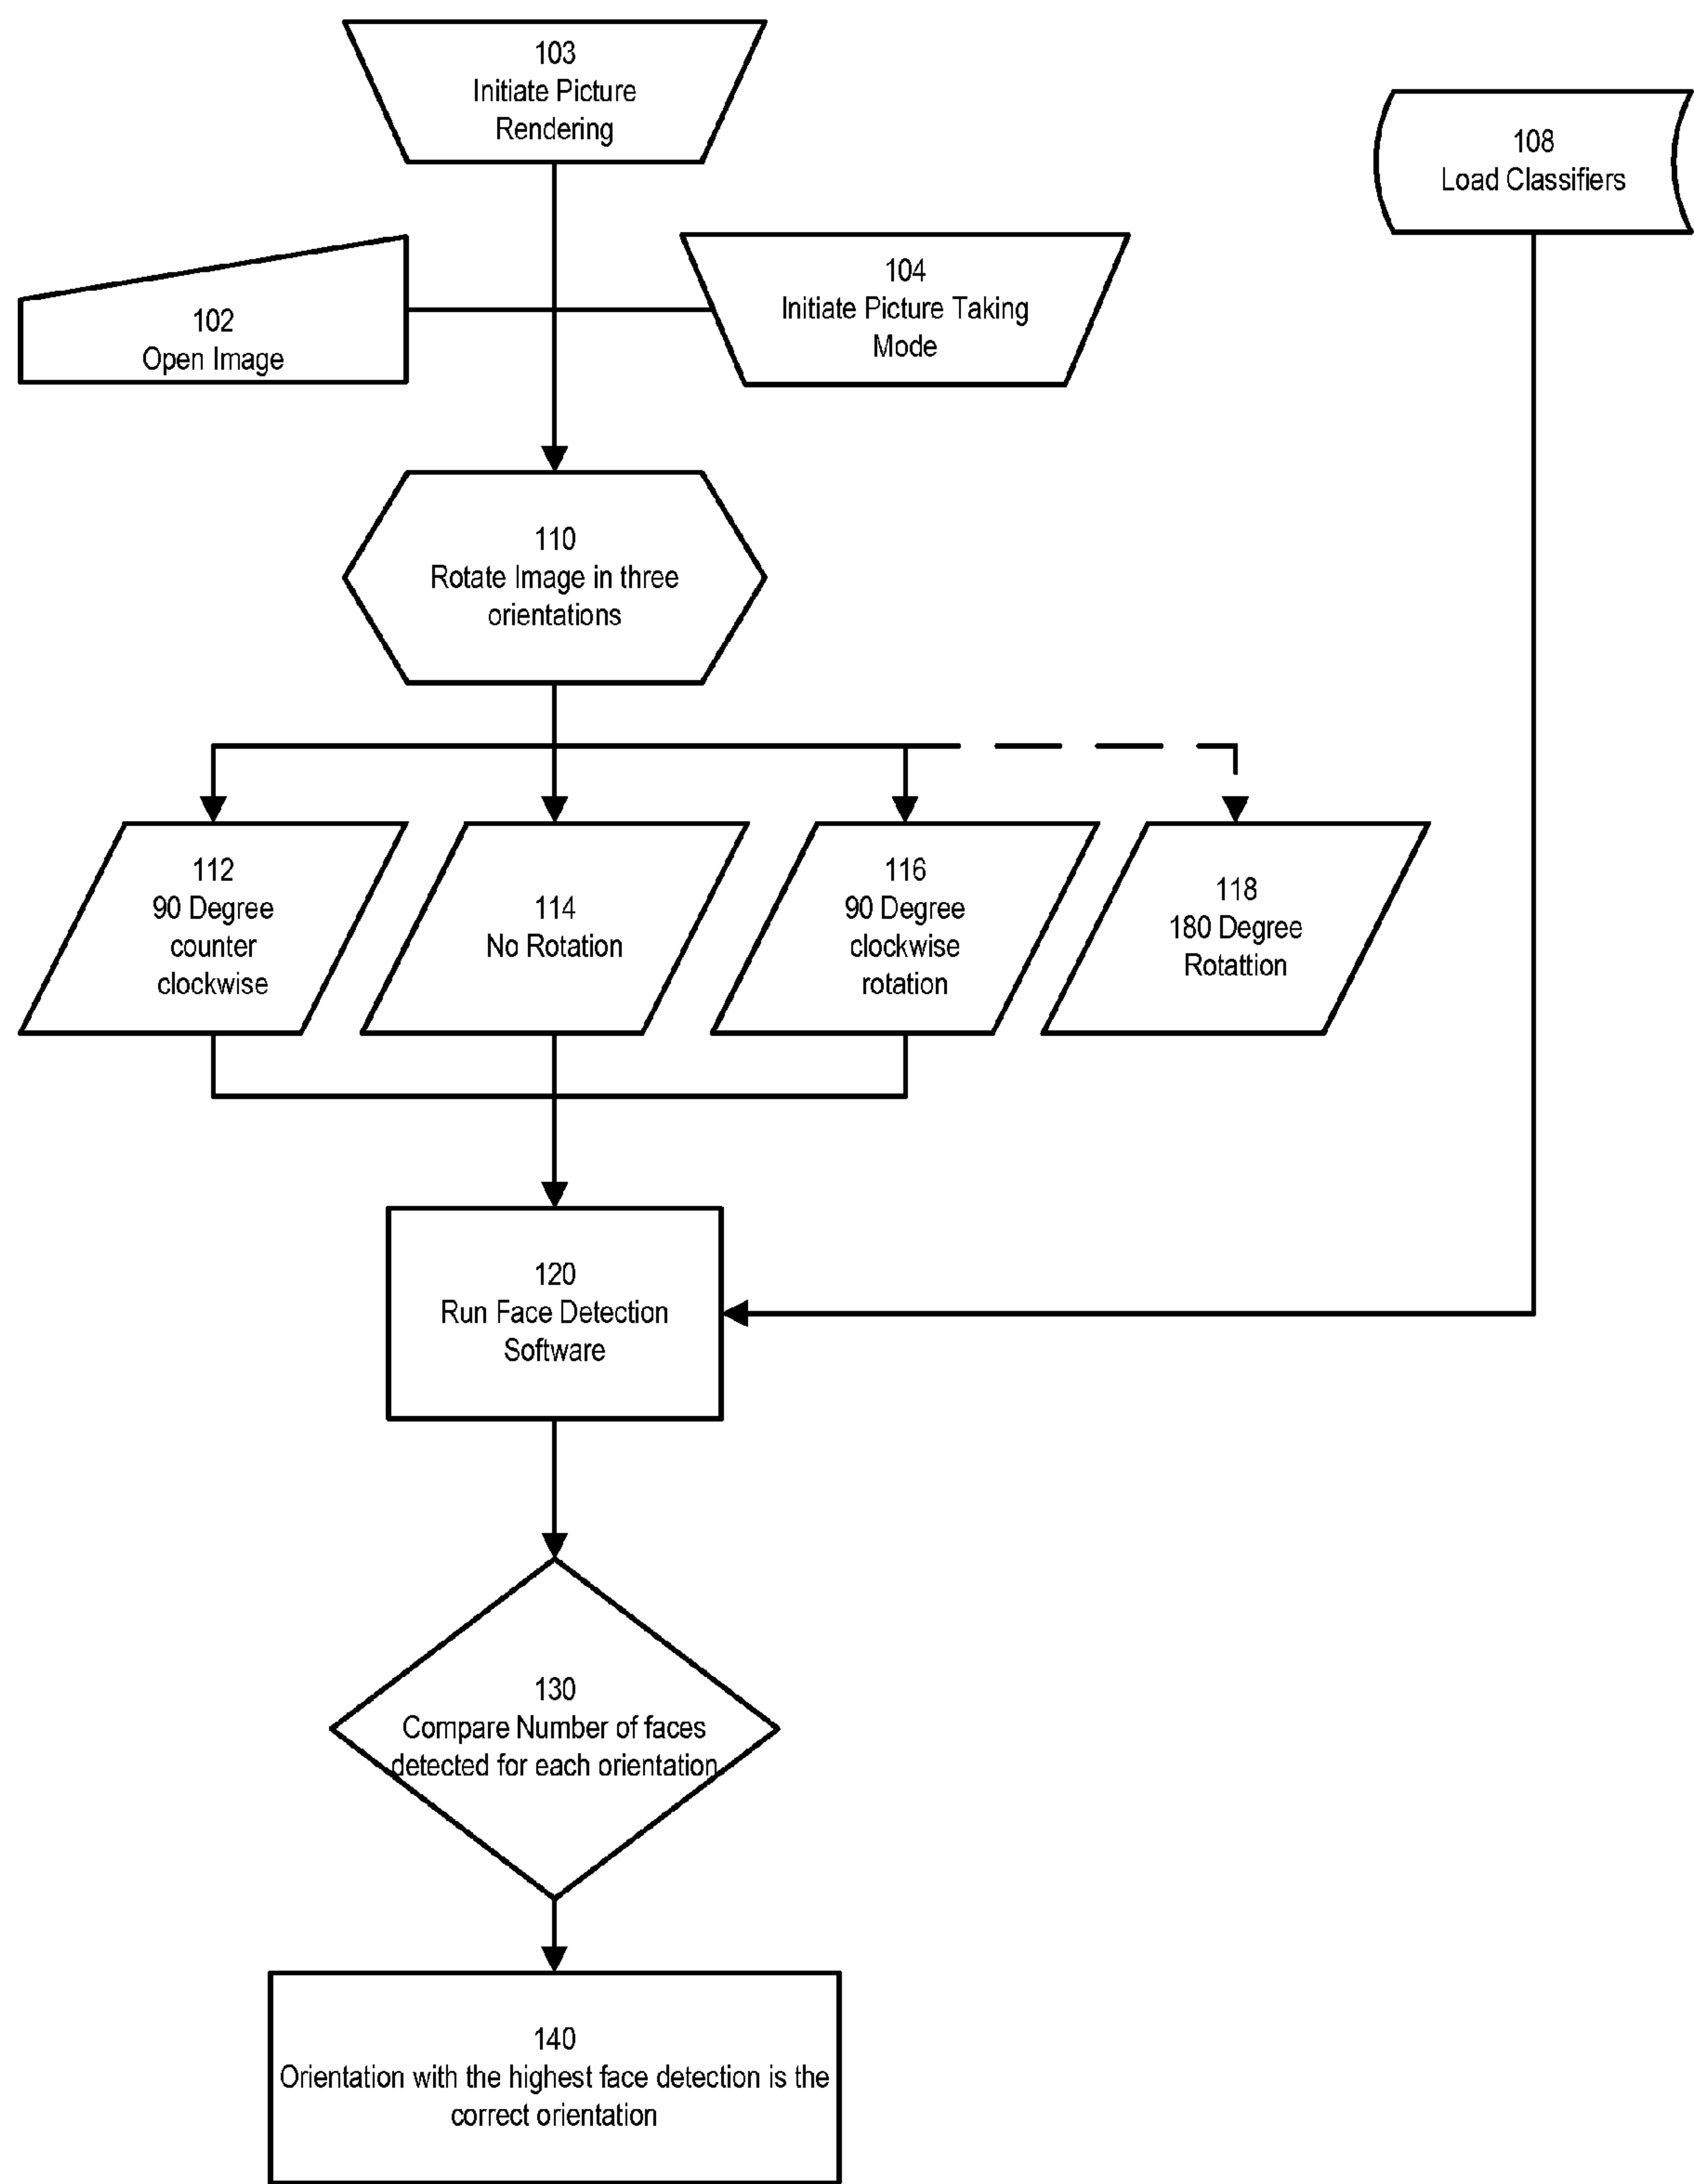 103
Initiate Picture
Rendering
108
Load Classifiers
102
Open Image
104
Initiate Picture Taking
Mode
110
Rotate Image in three
orientations
112
90 Degree
counter
clockwise
114
No Rotation
116
90 Degree
clockwise
rotation
118
180 Degree
Rotattion
120
Run Face Detection
Software
130
Compare Number of faces
detected for each orientation
140
Orientation with the highest face detection is the
correct orientation